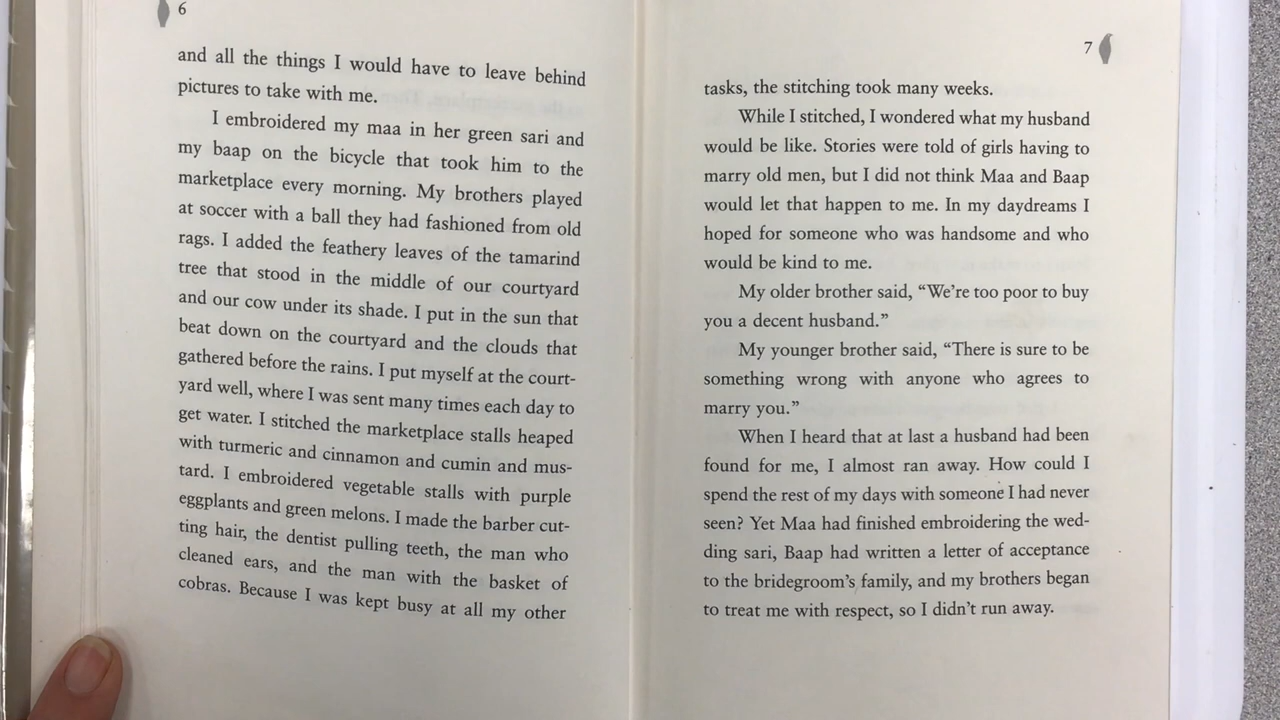 6
and all the things I would have to leave behind
pictures to take with me.
I embroidered my maa in her green sari and
my baap on the bicycle that took him to the
marketplace every morning. My brothers played
at soccer with a ball they had fashioned from old
rags. I added the feathery leaves of the tamarind
tree that stood in the middle of our courtyard
and our cow under its shade. I put in the sun that
beat down on the courtyard and the clouds that
gathered before the rains. I put myself at the court-
yard well, where I was sent many times each day to
get water. I stitched the marketplace stalls heaped
with turmeric and cinnamon and cumin and mus-
tard. I embroidered vegetable stalls with purple
eggplants and green melons. I made the barber cut-
ting hair, the dentist pulling teeth, the man who
cleaned ears, and the man with the basket of
cobras. Because I was kept busy at all my other
7
tasks, the stitching took many weeks.
While I stitched, I wondered what my husband
would be like. Stories were told of girls having to
marry old men, but I did not think Maa and Baap
would let that happen to me. In my daydreams I
hoped for someone who was handsome and who
would be kind to me.
My older brother said, “We’re too poor to buy
you a decent husband.”
My younger brother said, “There is sure to be
something wrong with anyone who agrees to
marry you.”
When I heard that at last a husband had been
found for me, I almost ran away. How could I
spend the rest of my days with someone I had never
seen? Yet Maa had finished embroidering the wed-
ding sari, Baap had written a letter of acceptance
to the bridegroom’s family, and my brothers began
to treat me with respect, so I didn’t run away.